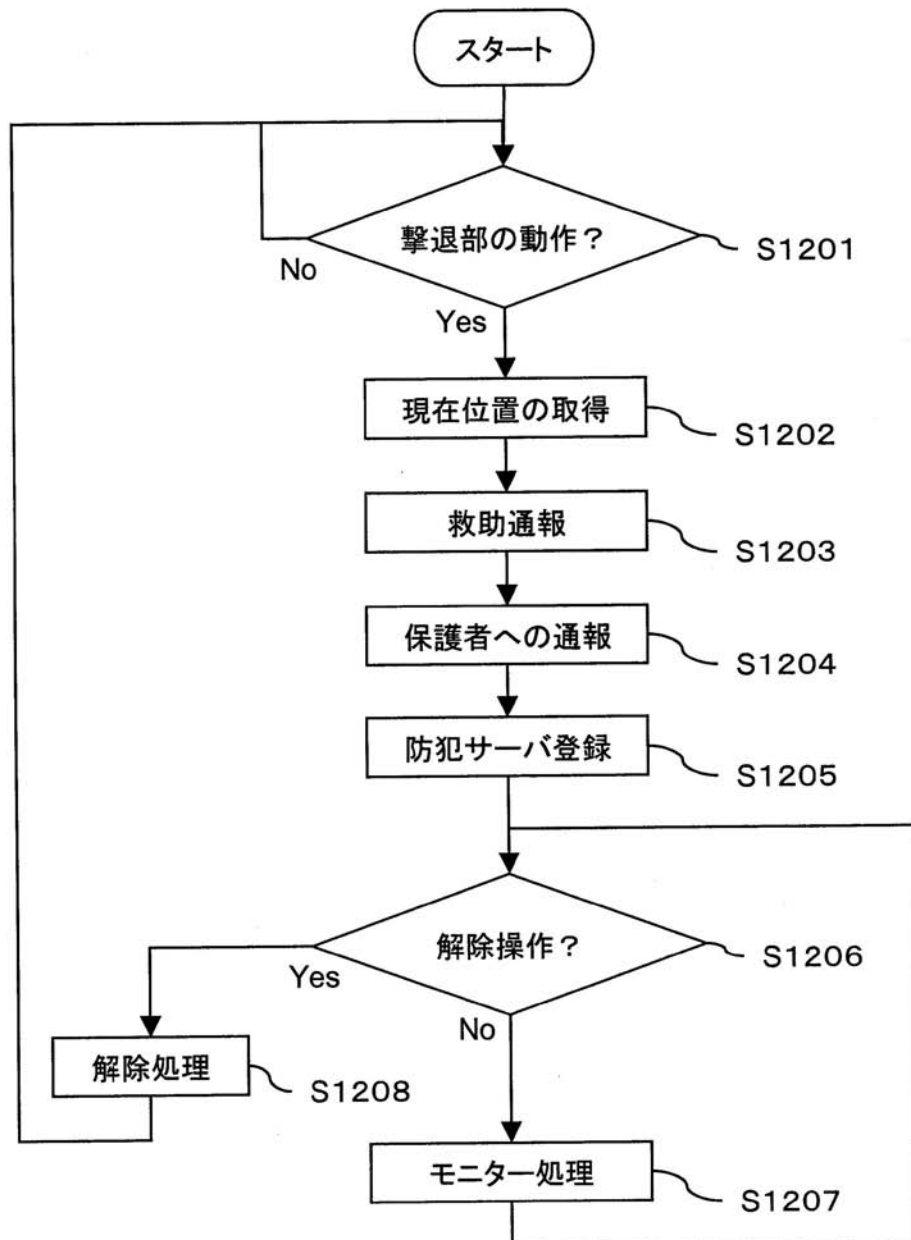 スタート
撃退部の動作？
S1201
No
Yes
現在位置の取得
S1202
救助通報
S1203
保護者への通報
S1204
防犯サーバ登録
S1205
解除操作？
S1206
Yes
No
解除処理
S1208
モニター処理
S1207